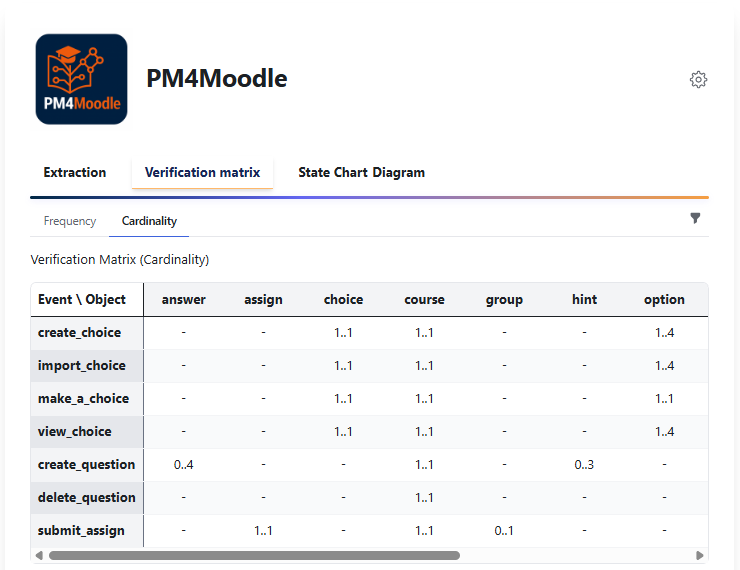 PM4Moodle
PM4Moodle
Extraction Verification matrix State Chart Diagram
Frequency Cardinality
Verification Matrix (Cardinality)
Event \ Object answer assign choice course group hint option
create_choice - - 1..1 1..1 - - 1..4
import_choice - - 1..1 1..1 - - 1..4
make_a_choice - - 1..1 1..1 - - 1..1
view_choice - - 1..1 1..1 - - 1..4
create_question 0..4 - - 1..1 - 0..3 -
delete_question - - - 1..1 - - -
submit_assign - 1..1 - 1..1 0..1 - -